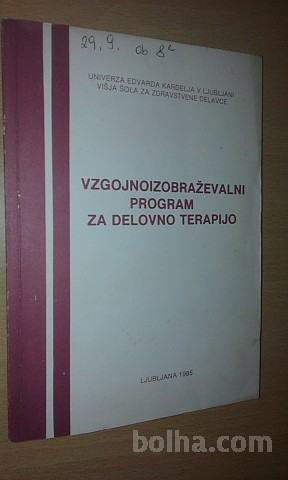 29. 9. ob 8ᶜ
UNIVERZA EDVARDA KARDELJA V LJUBLJANI
VIŠJA ŠOLA ZA ZDRAVSTVENE DELAVCE
VZGOJNOIZOBRAŽEVALNI
PROGRAM
ZA DELOVNO TERAPIJO
LJUBLJANA 1985
bolha.com